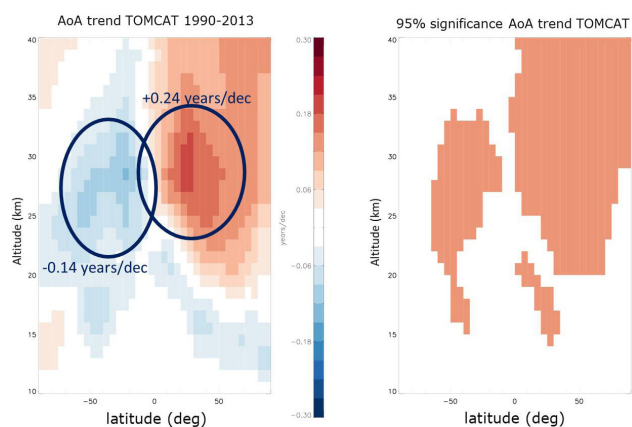 AoA trend TOMCAT 1990-2013
+0.24 years/dec
-0.14 years/dec
Altitude (km)
40
35
30
25
20
15
10
-50
0
50
latitude (deg)
0.30
0.18
0.06
-0.06
-0.18
-0.30
years/dec
95% significance AoA trend TOMCAT
Altitude (km)
40
35
30
25
20
15
10
-50
0
50
latitude (deg)